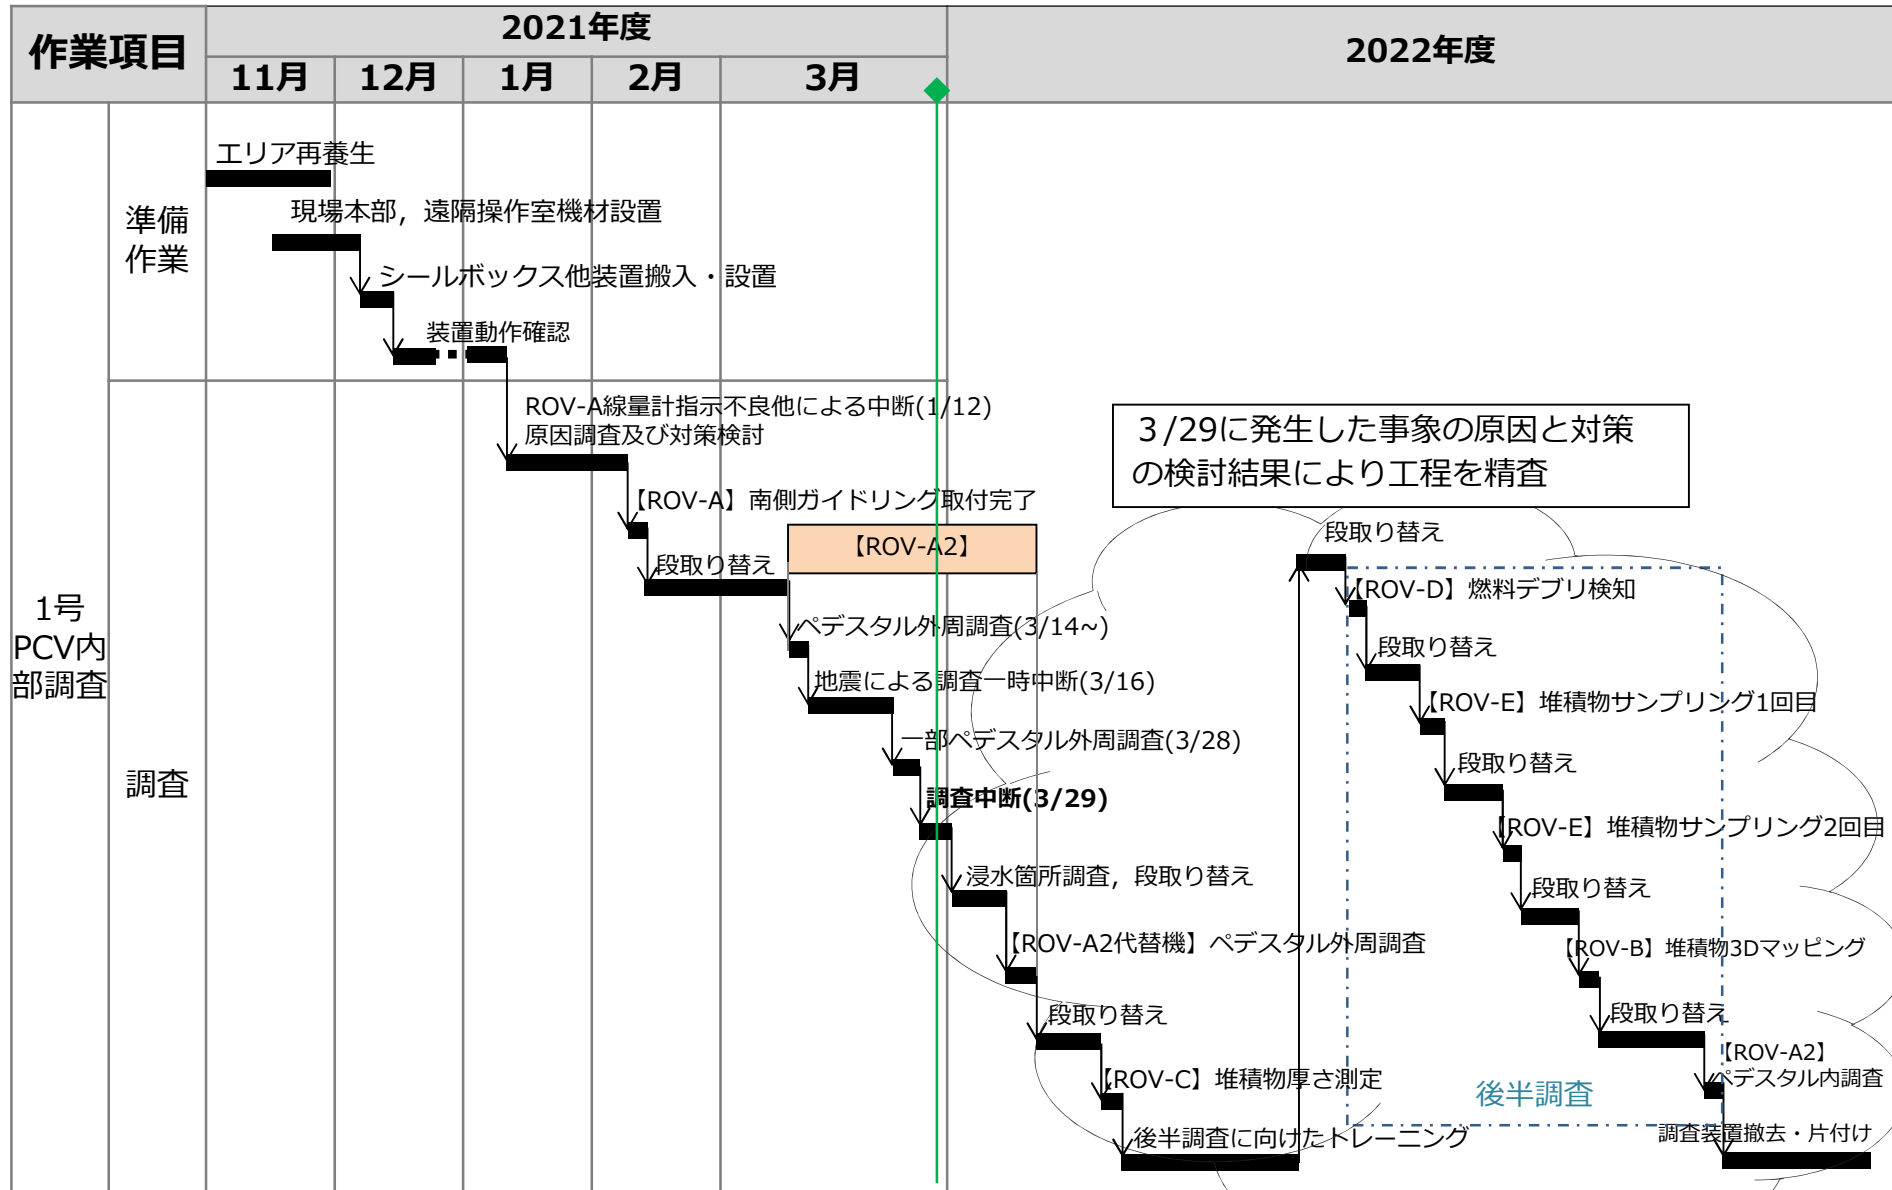 作業項目
2021年度
2022年度
11月
12月
1月
2月
3月
1号
PCV内
部調査
準備
作業
エリア再養生
現場本部，遠隔操作室機材設置
シールボックス他装置搬入・設置
装置動作確認
調査
ROV-A線量計指示不良他による中断(1/12)
原因調査及び対策検討
【ROV-A】南側ガイドリング取付完了
【ROV-A2】
段取り替え
ペデスタル外周調査(3/14~)
地震による調査一時中断(3/16)
一部ペデスタル外周調査(3/28)
調査中断(3/29)
浸水箇所調査，段取り替え
【ROV-A2代替機】ペデスタル外周調査
段取り替え
【ROV-C】堆積物厚さ測定
後半調査に向けたトレーニング
３/29に発生した事象の原因と対策
の検討結果により工程を精査
段取り替え
【ROV-D】燃料デブリ検知
段取り替え
【ROV-E】堆積物サンプリング1回目
段取り替え
【ROV-E】堆積物サンプリング2回目
段取り替え
【ROV-B】堆積物3Dマッピング
段取り替え
【ROV-A2】
ペデスタル内調査
後半調査
調査装置撤去・片付け